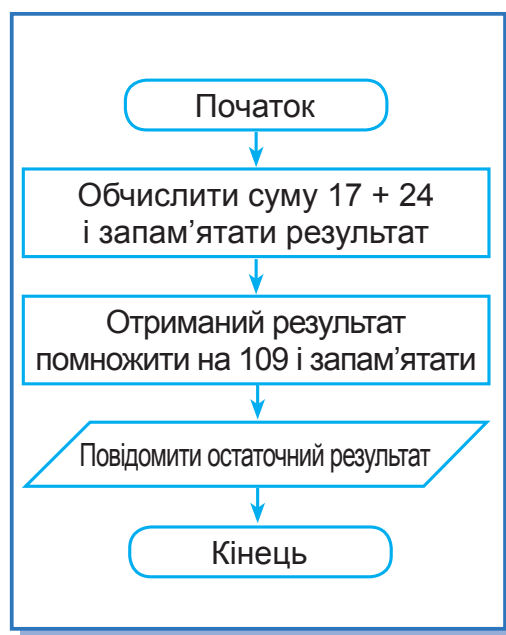 Початок
Обчислити суму 17 + 24
і запам’ятати результат
Отриманий результат
помножити на 109 і запам’ятати
Повідомити остаточний результат
Кінець